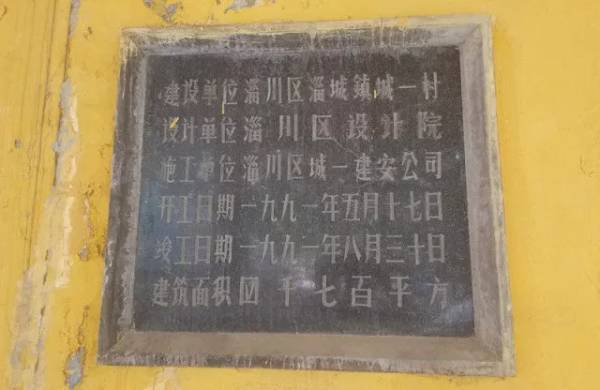 建设单位淄川区淄城鎮城一村
设计单位淄川区设计院
施工单位淄川区城一建安公司
开工日期一九九一年五月十七日
竣工日期一九九一年八月三十日
建筑面积四千七百平方